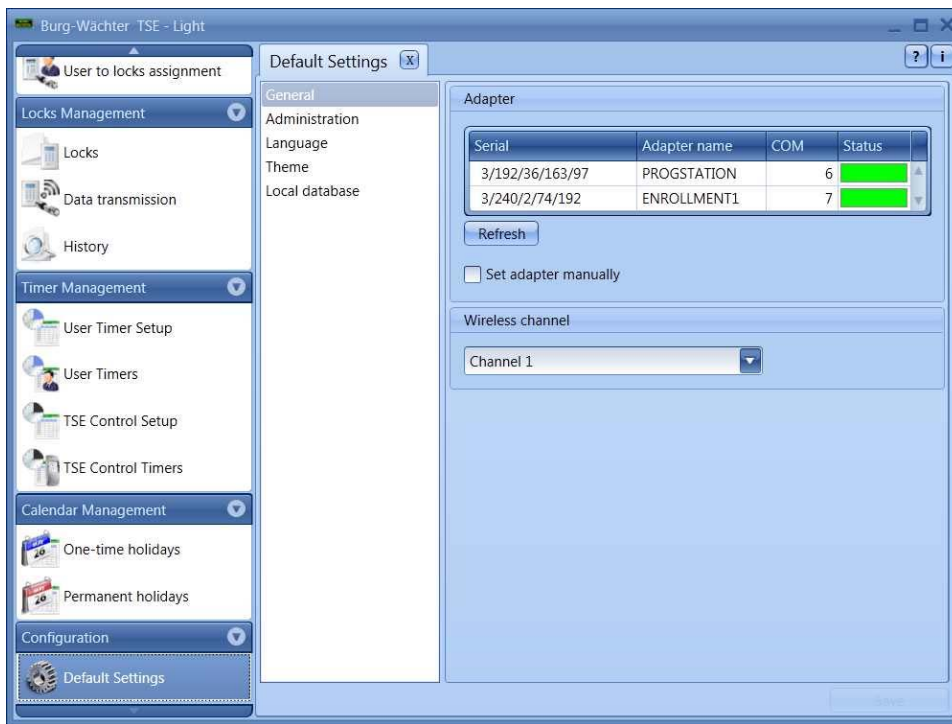 Burg-Wächter TSE - Light
User to locks assignment
Locks Management
Locks
Data transmission
History
Timer Management
User Timer Setup
User Timers
TSE Control Setup
TSE Control Timers
Calendar Management
One-time holidays
Permanent holidays
Configuration
Default Settings
Default Settings X
? i
General
Administration
Language
Theme
Local database
Adapter
Serial Adapter name COM Status
3/192/36/163/97 PROGSTATION 6
3/240/2/74/192 ENROLLMENT1 7
Refresh
Set adapter manually
Wireless channel
Channel 1
Save